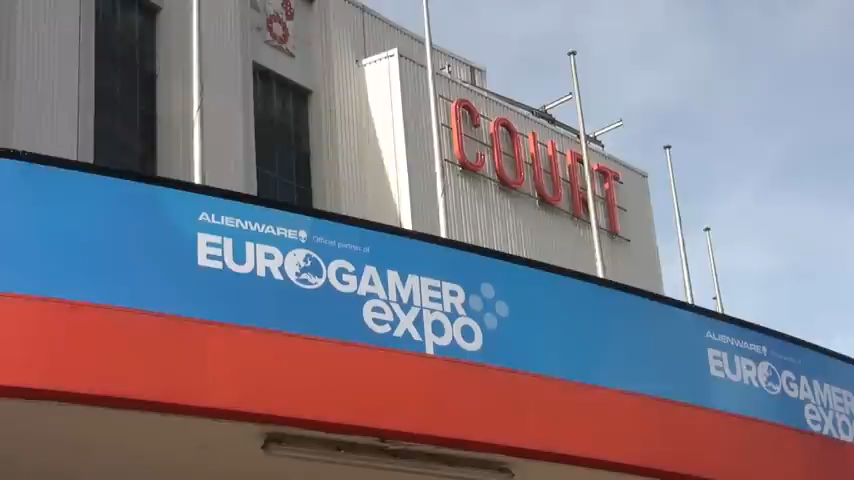 COURT
ALIENWARE Official partner of
EUROGAMER
expo
ALIENWARE
EUROGAMER
expo